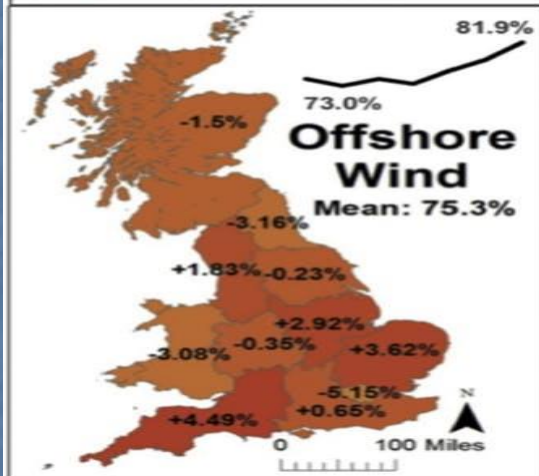 81.9%
73.0%
Offshore
Wind
Mean: 75.3%
-1.5%
-3.16%
+1.83%
-0.23%
+2.92%
-0.35%
+3.62%
-3.08%
-5.15%
+0.65%
+4.49%
N
0 100 Miles